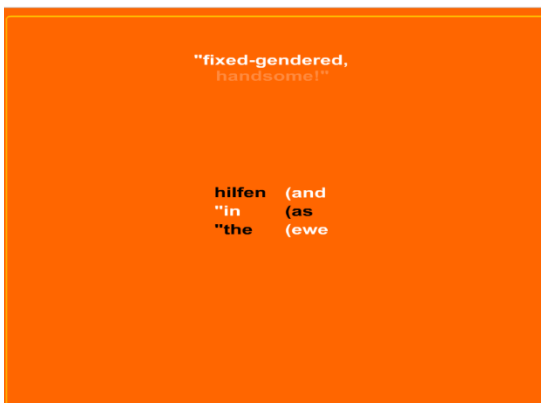 "fixed-gendered,
handsome!"
hilfen (and
"in (as
"the (ewe